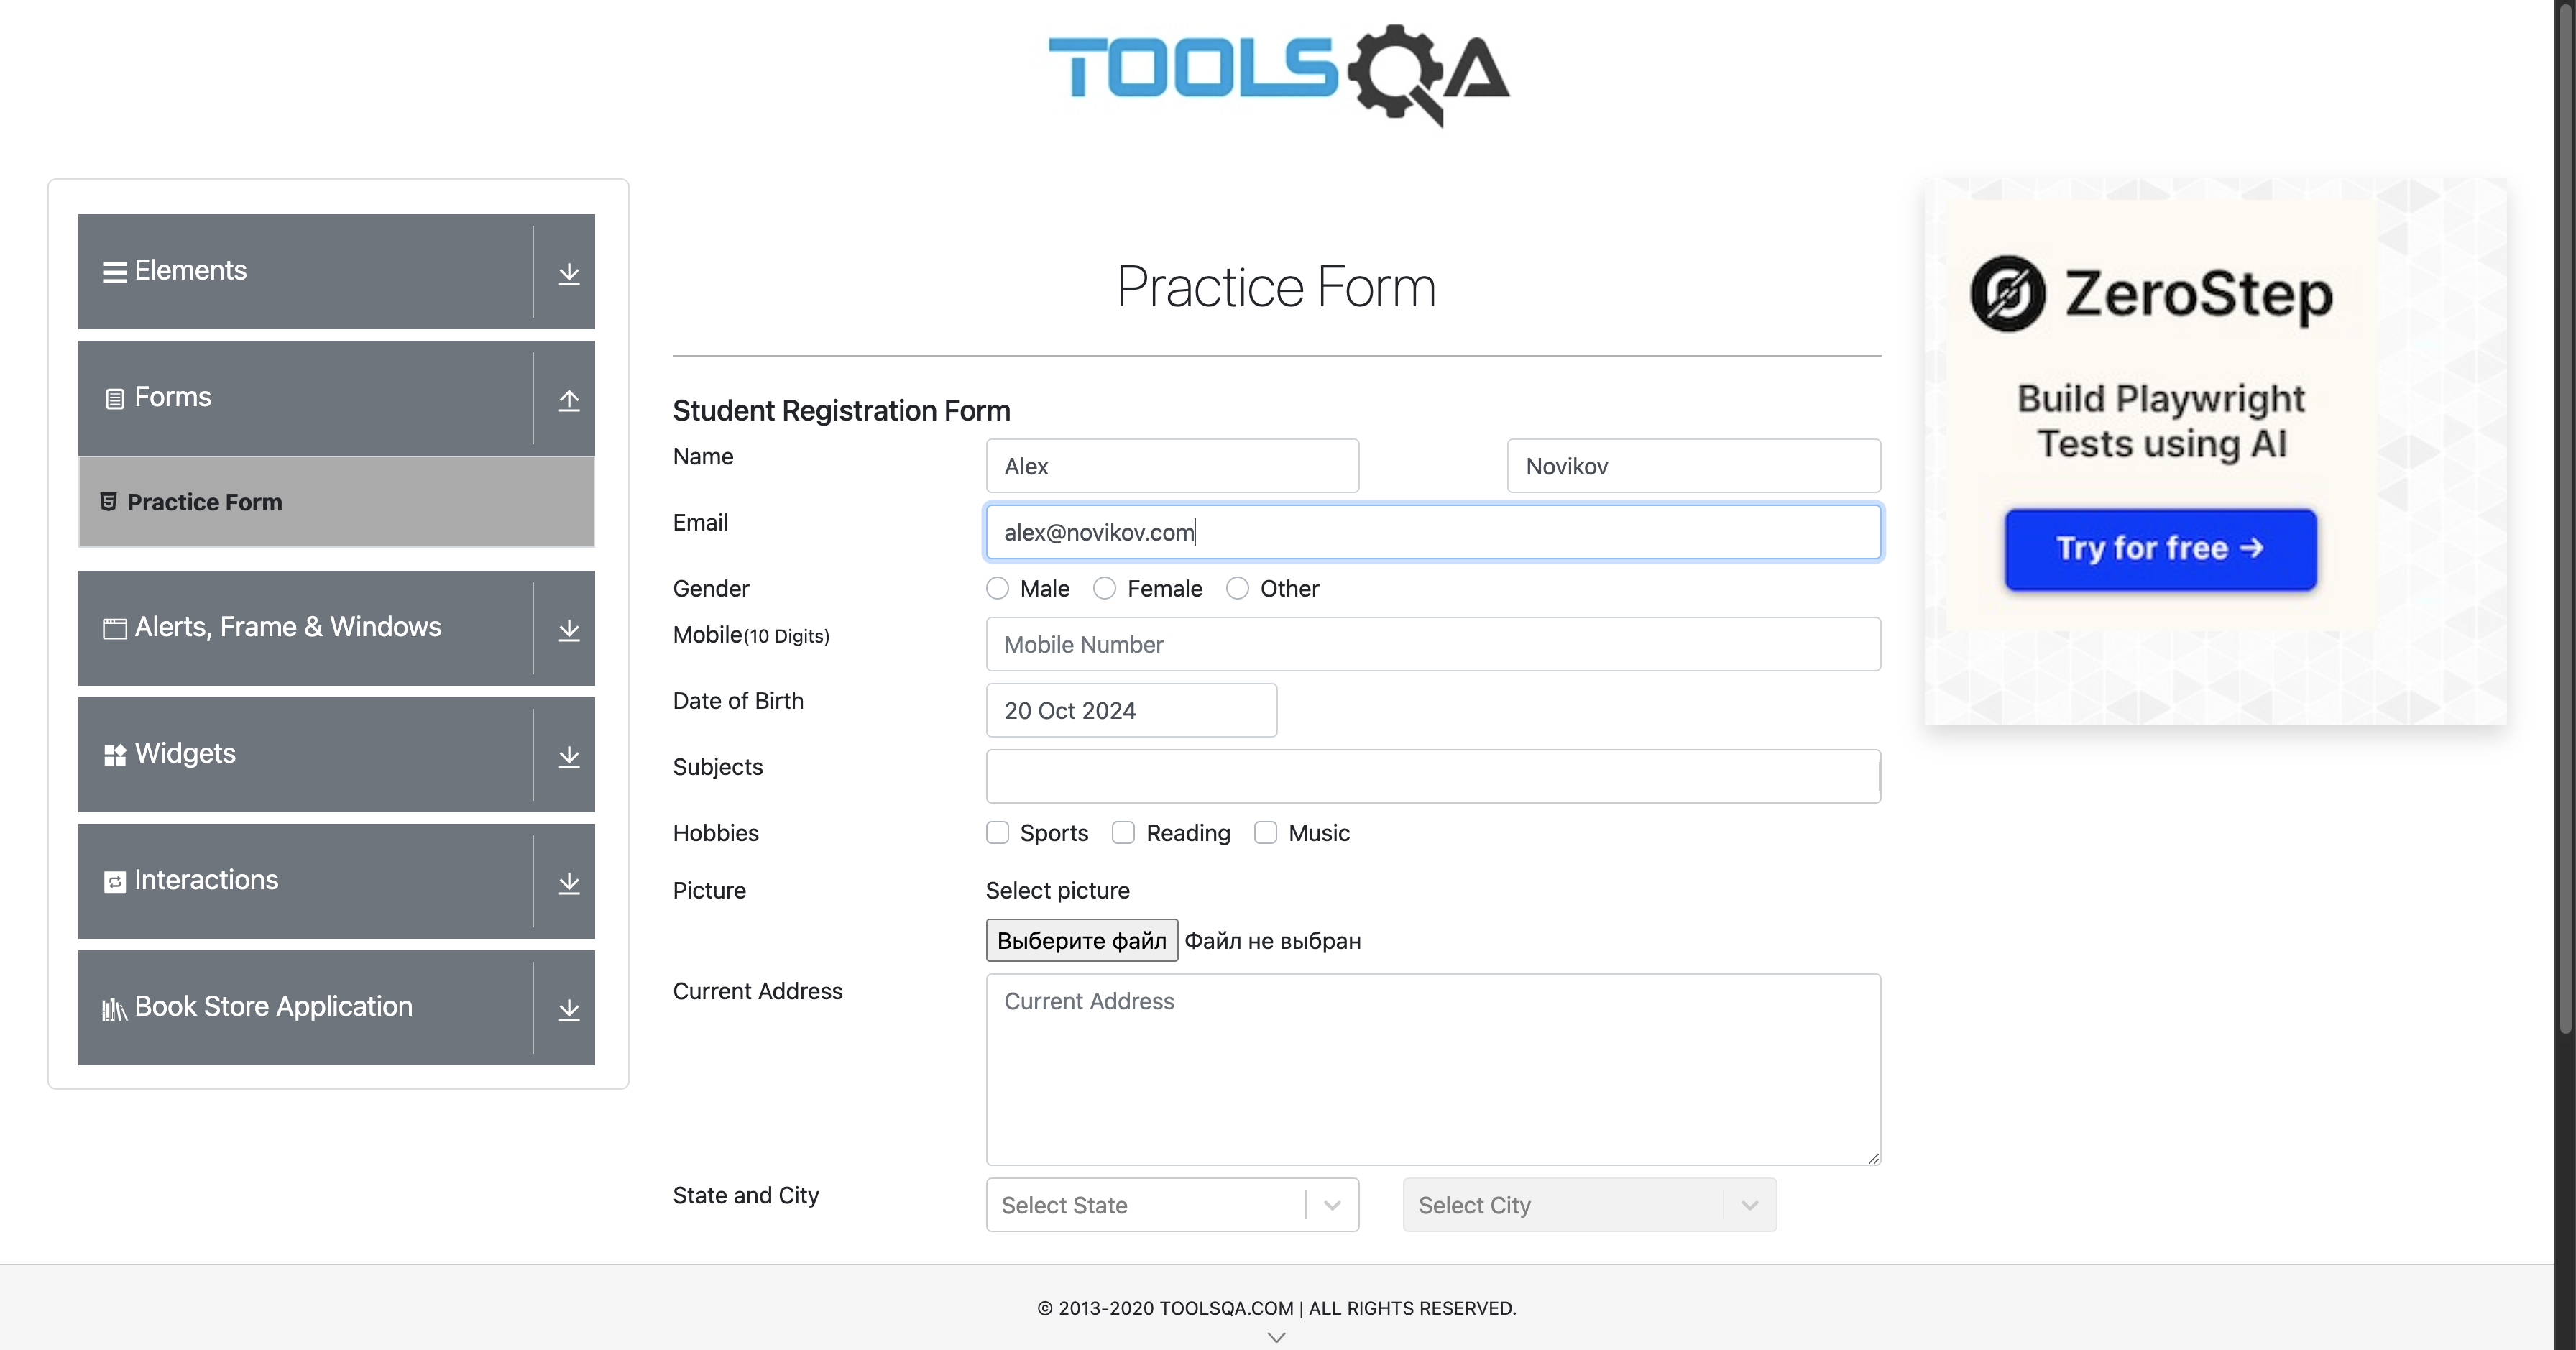 TOOLSQA
Elements
Forms
Practice Form
Alerts, Frame & Windows
Widgets
Interactions
Book Store Application
Practice Form
Student Registration Form
Name Alex Novikov
Email alex@novikov.com
Gender Male Female Other
Mobile(10 Digits) Mobile Number
Date of Birth 20 Oct 2024
Subjects
Hobbies Sports Reading Music
Picture Select picture
Выберите файл Файл не выбран
Current Address Current Address
State and City Select State Select City
ZeroStep
Build Playwright
Tests using AI
Try for free →
© 2013-2020 TOOLSQA.COM | ALL RIGHTS RESERVED.